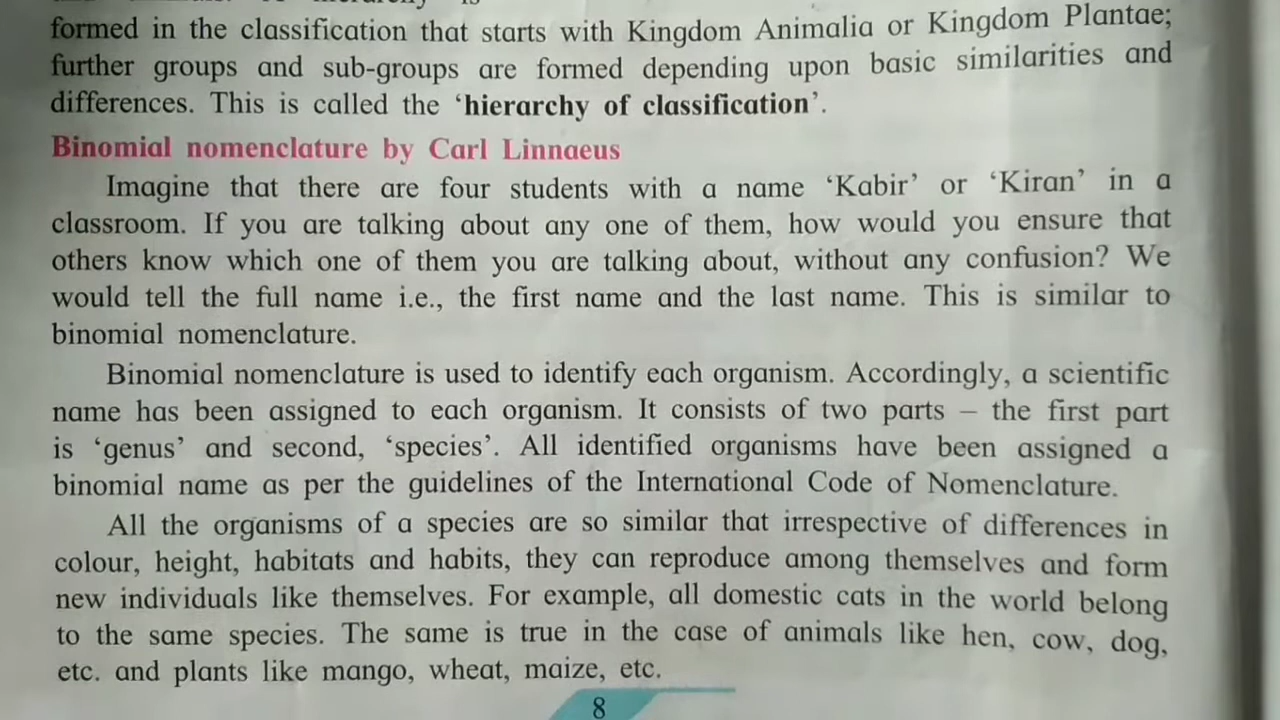 formed in the classification that starts with Kingdom Animalia or Kingdom Plantae;
further groups and sub-groups are formed depending upon basic similarities and
differences. This is called the ‘hierarchy of classification’.
Binomial nomenclature by Carl Linnaeus
Imagine that there are four students with a name ‘Kabir’ or ‘Kiran’ in a
classroom. If you are talking about any one of them, how would you ensure that
others know which one of them you are talking about, without any confusion? We
would tell the full name i.e., the first name and the last name. This is similar to
binomial nomenclature.
Binomial nomenclature is used to identify each organism. Accordingly, a scientific
name has been assigned to each organism. It consists of two parts – the first part
is ‘genus’ and second, ‘species’. All identified organisms have been assigned a
binomial name as per the guidelines of the International Code of Nomenclature.
All the organisms of a species are so similar that irrespective of differences in
colour, height, habitats and habits, they can reproduce among themselves and form
new individuals like themselves. For example, all domestic cats in the world belong
to the same species. The same is true in the case of animals like hen, cow, dog,
etc. and plants like mango, wheat, maize, etc.
8